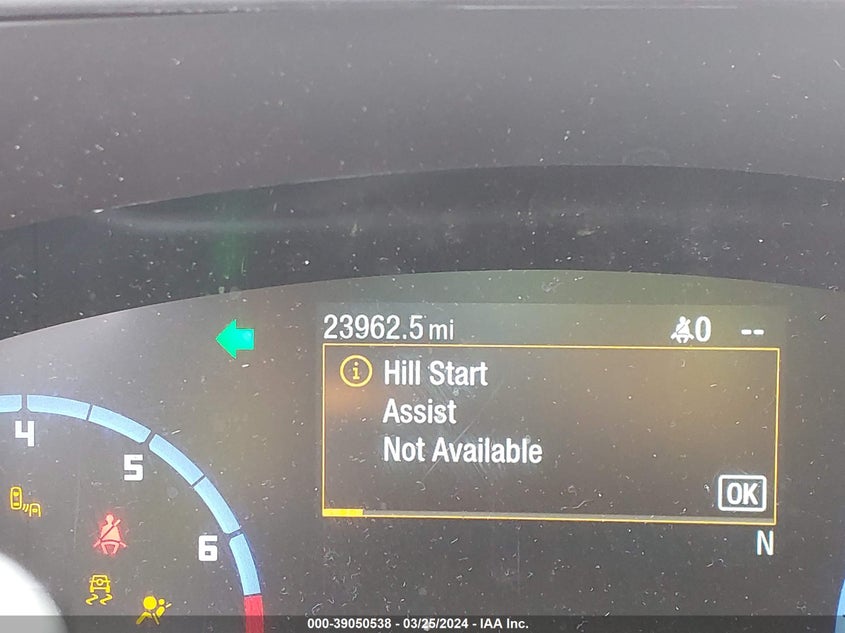 23962.5 mi
0 --
Hill Start
Assist
Not Available
OK
N
4
5
6
000-39050538 - 03/25/2024 - IAA Inc.